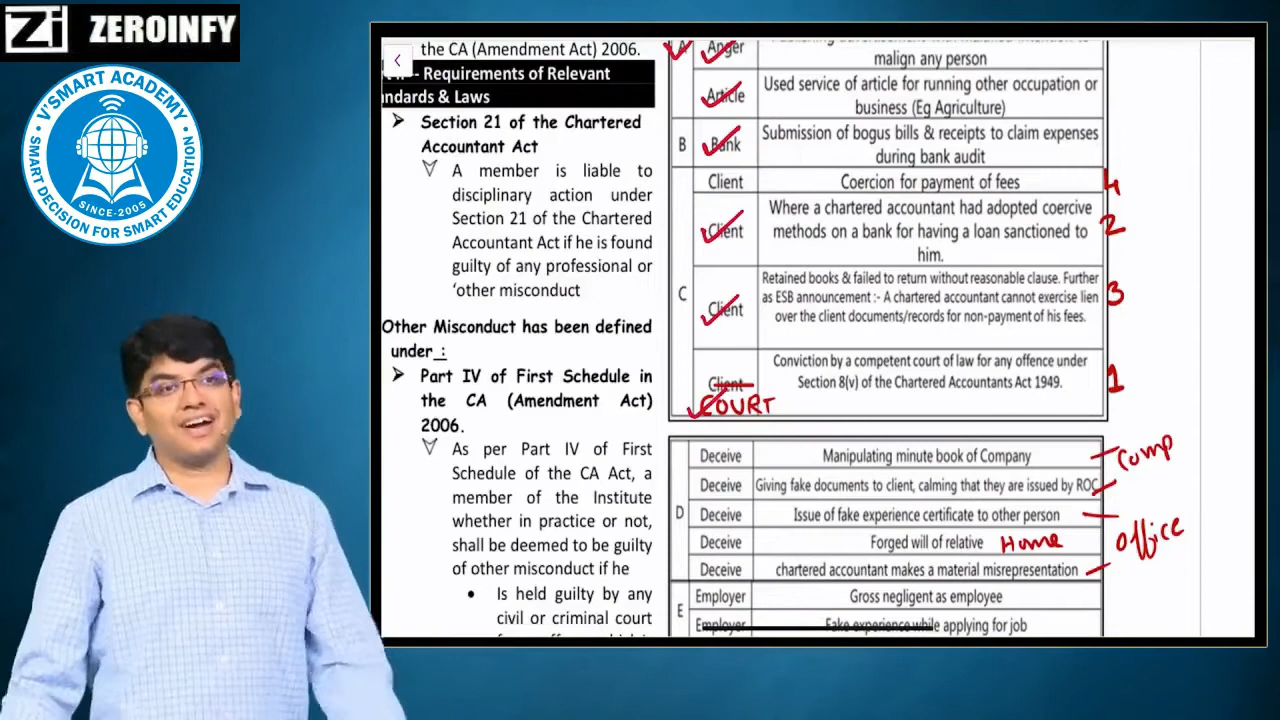 Zi ZEROINFY
V'SMART ACADEMY
SINCE-2005
SMART DECISION FOR SMART EDUCATION
the CA (Amendment Act) 2006.
- Requirements of Relevant
ndards & Laws
➤ Section 21 of the Chartered
Accountant Act
A member is liable to
disciplinary action under
Section 21 of the Chartered
Accountant Act if he is found
guilty of any professional or
‘other misconduct
Other Misconduct has been defined
under :
➤ Part IV of First Schedule in
the CA (Amendment Act)
2006.
As per Part IV of First
Schedule of the CA Act, a
member of the Institute
whether in practice or not,
shall be deemed to be guilty
of other misconduct if he
• Is held guilty by any
civil or criminal court
A Anger
malign any person
Article Used service of article for running other occupation or
business (Eg Agriculture)
B Bank Submission of bogus bills & receipts to claim expenses
during bank audit
C
Client Coercion for payment of fees 4
Client Where a chartered accountant had adopted coercive
methods on a bank for having a loan sanctioned to
him. 2
Client Retained books & failed to return without reasonable clause. Further
as ESB announcement :- A chartered accountant cannot exercise lien
over the client documents/records for non-payment of his fees. 3
Client Conviction by a competent court of law for any offence under
Section 8(v) of the Chartered Accountants Act 1949. 1
COURT
D
Deceive Manipulating minute book of Company
Comp
Deceive Giving fake documents to client, calming that they are issued by ROC
Deceive Issue of fake experience certificate to other person
Office
Deceive Forged will of relative Home
Deceive chartered accountant makes a material misrepresentation
E
Employer Gross negligent as employee
Employer Fake experience while applying for job